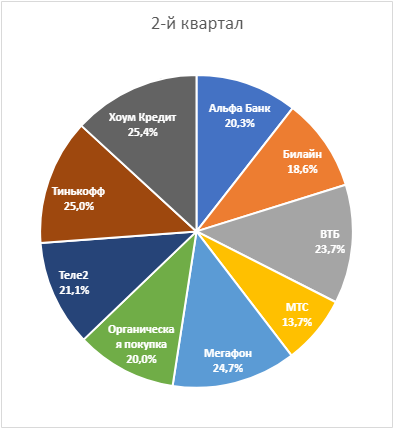 2-й квартал
Альфа Банк
20,3%
Билайн
18,6%
ВТБ
23,7%
МТС
13,7%
Мегафон
24,7%
Органическа
я покупка
20,0%
Теле2
21,1%
Тинькофф
25,0%
Хоум Кредит
25,4%